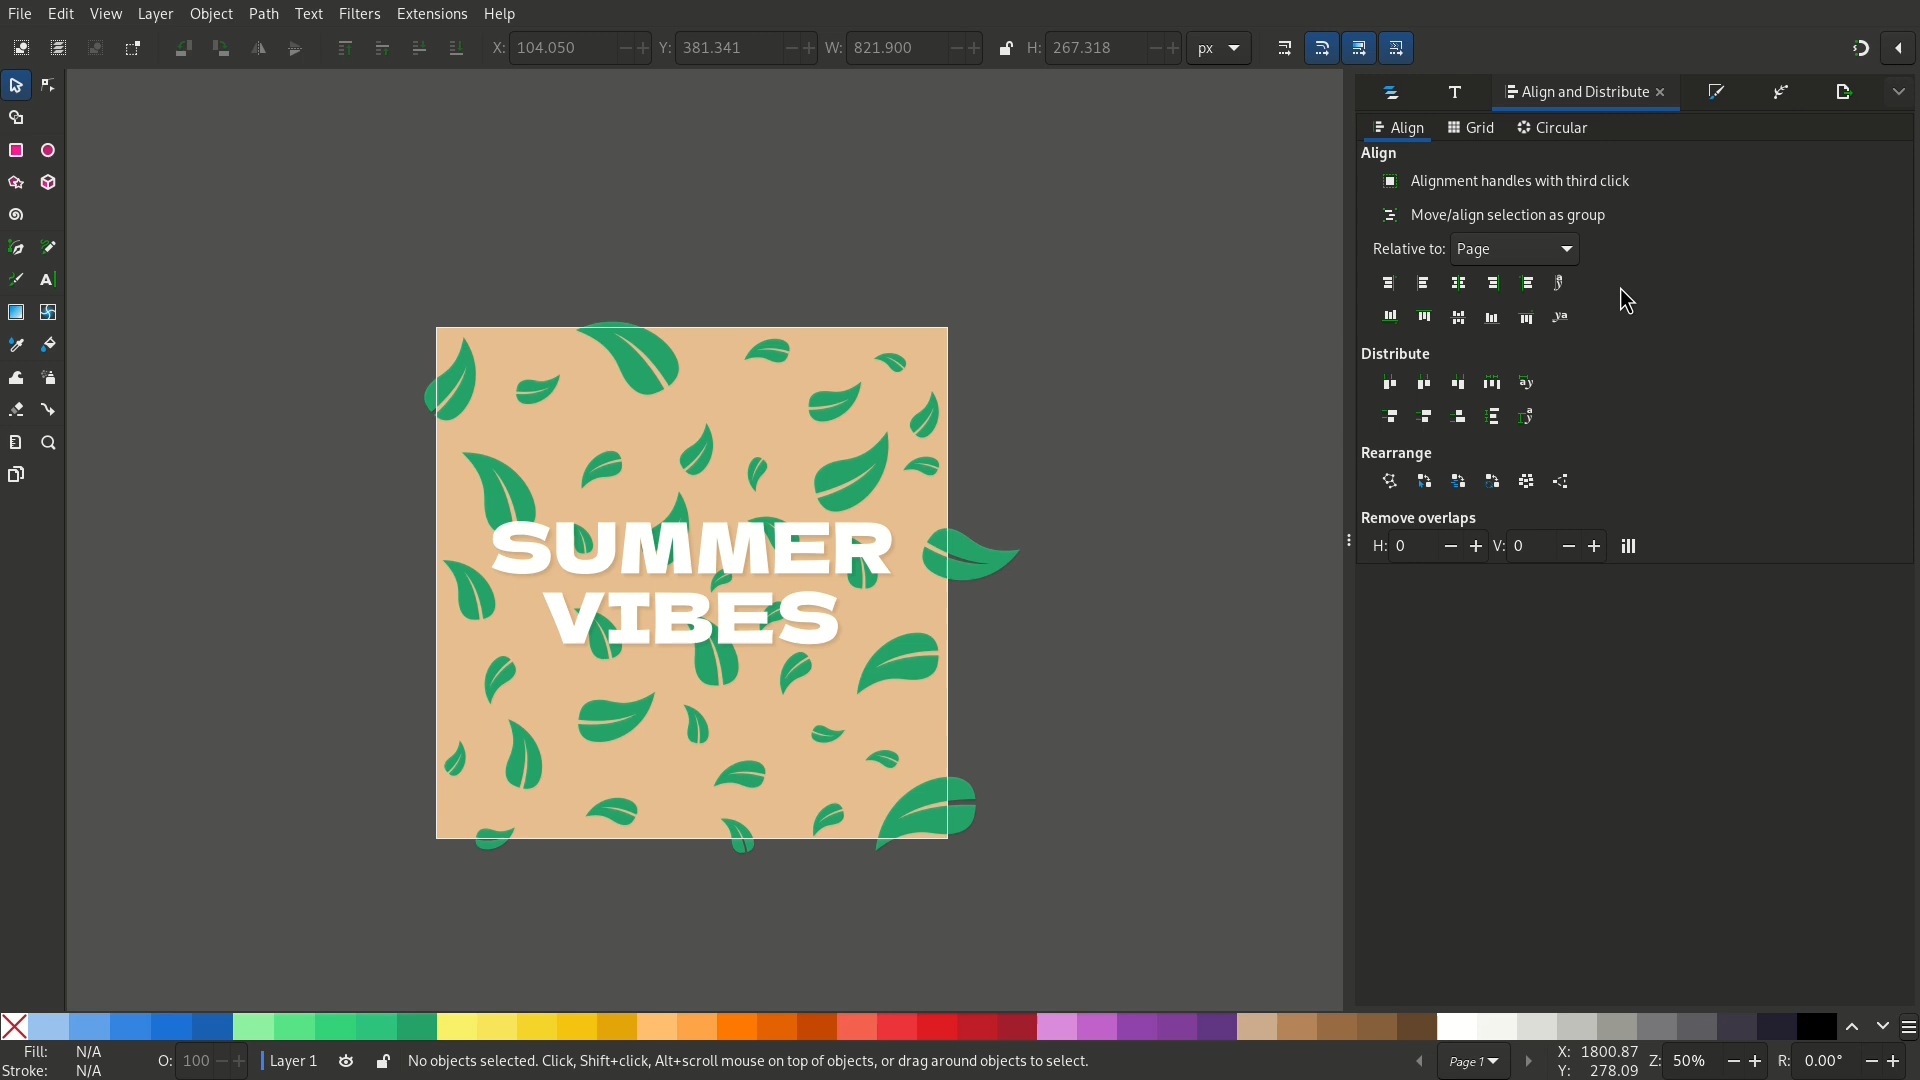 File Edit View Layer Object Path Text Filters Extensions Help
X: 104.050 Y: 381.341 W: 821.900 H: 267.318 px
Align and Distribute
Align Grid Circular
Align
Alignment handles with third click
Move/align selection as group
Relative to: Page
Distribute
Rearrange
Remove overlaps
H: 0 V: 0
SUMMER
VIBES
Fill: N/A
Stroke: N/A
O: 100
Layer 1
No objects selected. Click, Shift+click, Alt+scroll mouse on top of objects, or drag around objects to select.
Page 1
X: 1800.87
Y: 278.09
Z: 50%
R: 0.00°